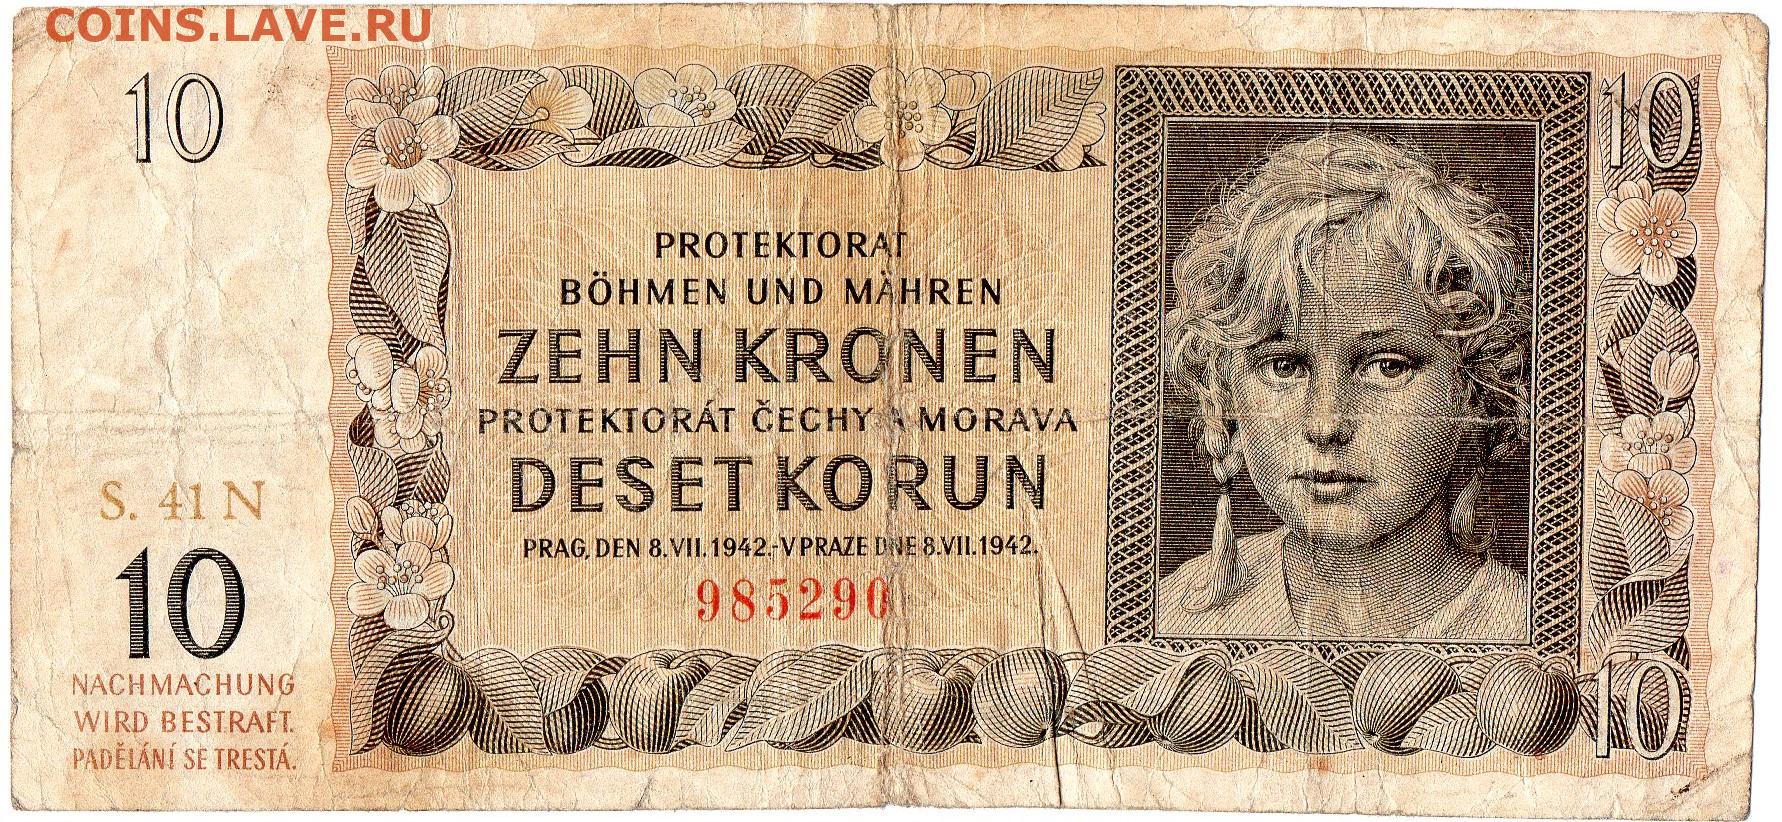 COINS.LAVE.RU
10
10
PROTEKTORAT
BÖHMEN UND MÄHREN
ZEHN KRONEN
PROTEKTORÁT ČECHY A MORAVA
DESET KORUN
PRAG, DEN 8.VII.1942.-V PRAZE DNE 8.VII.1942.
985290
S. 41 N
10
NACHMACHUNG
WIRD BESTRAFT.
PADĚLÁNÍ SE TRESTÁ.
10